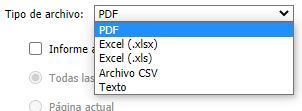 Tipo de archivo: PDF
PDF
Informe Excel (.xlsx)
Excel (.xls)
Todas las Archivo CSV
Texto
Página actual